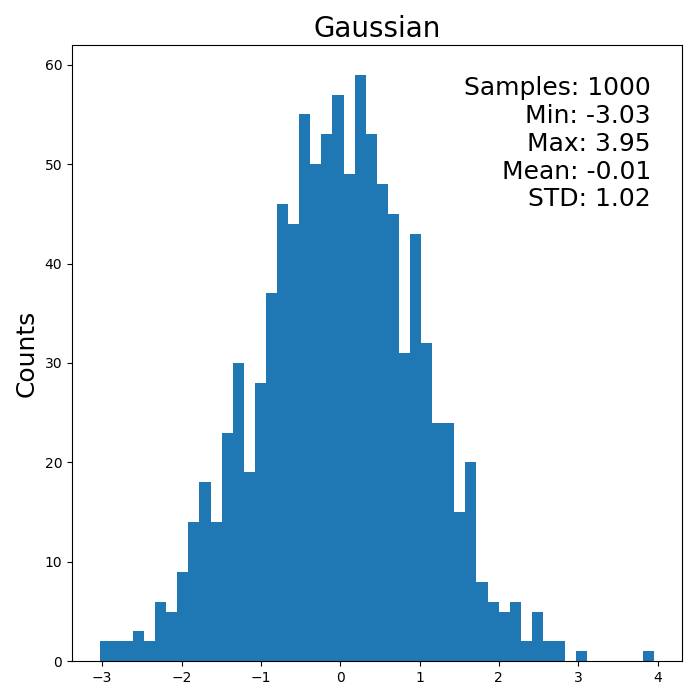 Gaussian
Samples: 1000
Min: -3.03
Max: 3.95
Mean: -0.01
STD: 1.02
Counts
60
50
40
30
20
10
0
−3 −2 −1 0 1 2 3 4